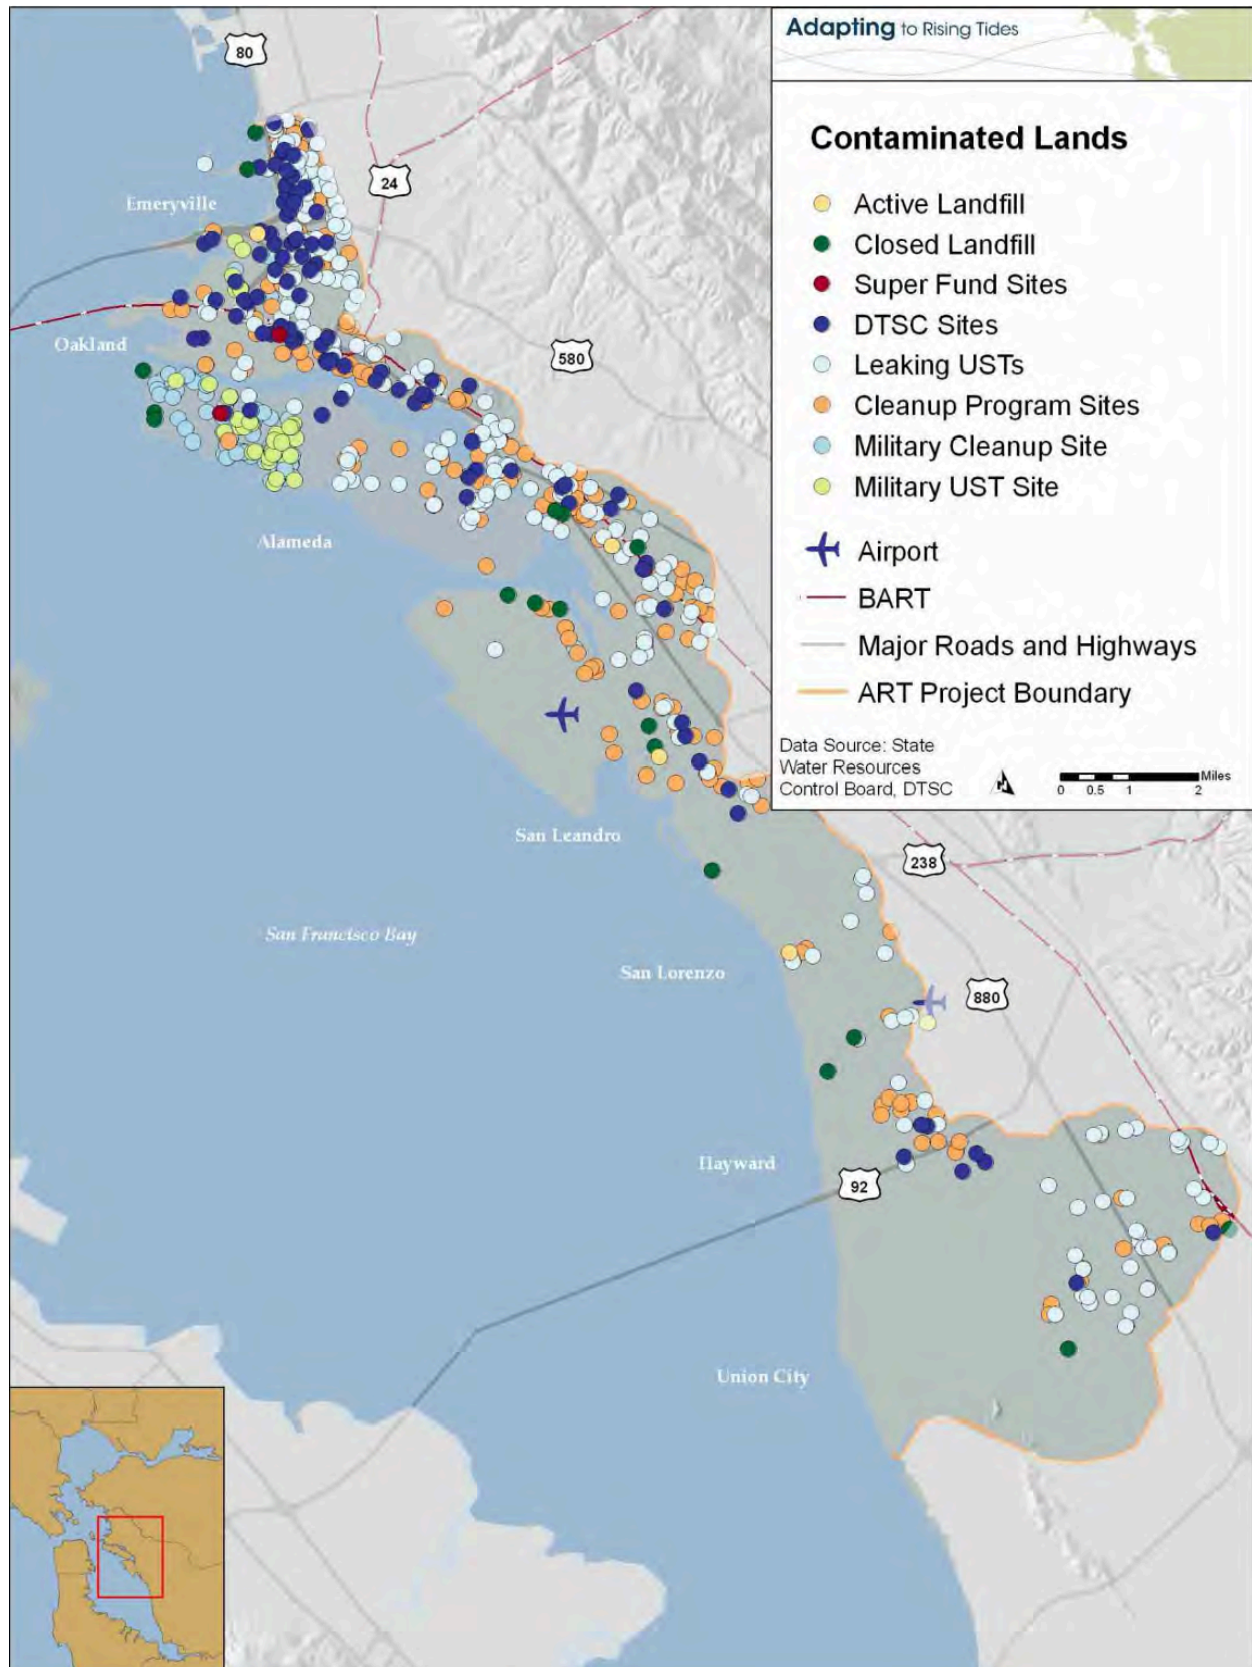 Adapting to Rising Tides
Contaminated Lands
Active Landfill
Closed Landfill
Super Fund Sites
DTSC Sites
Leaking USTs
Cleanup Program Sites
Military Cleanup Site
Military UST Site
Airport
BART
Major Roads and Highways
ART Project Boundary
Data Source: State
Water Resources
Control Board, DTSC
N
Miles
0 0.5 1 2
80
24
Emeryville
Oakland
580
Alameda
San Leandro
238
San Francisco Bay
San Lorenzo
880
Hayward
92
Union City